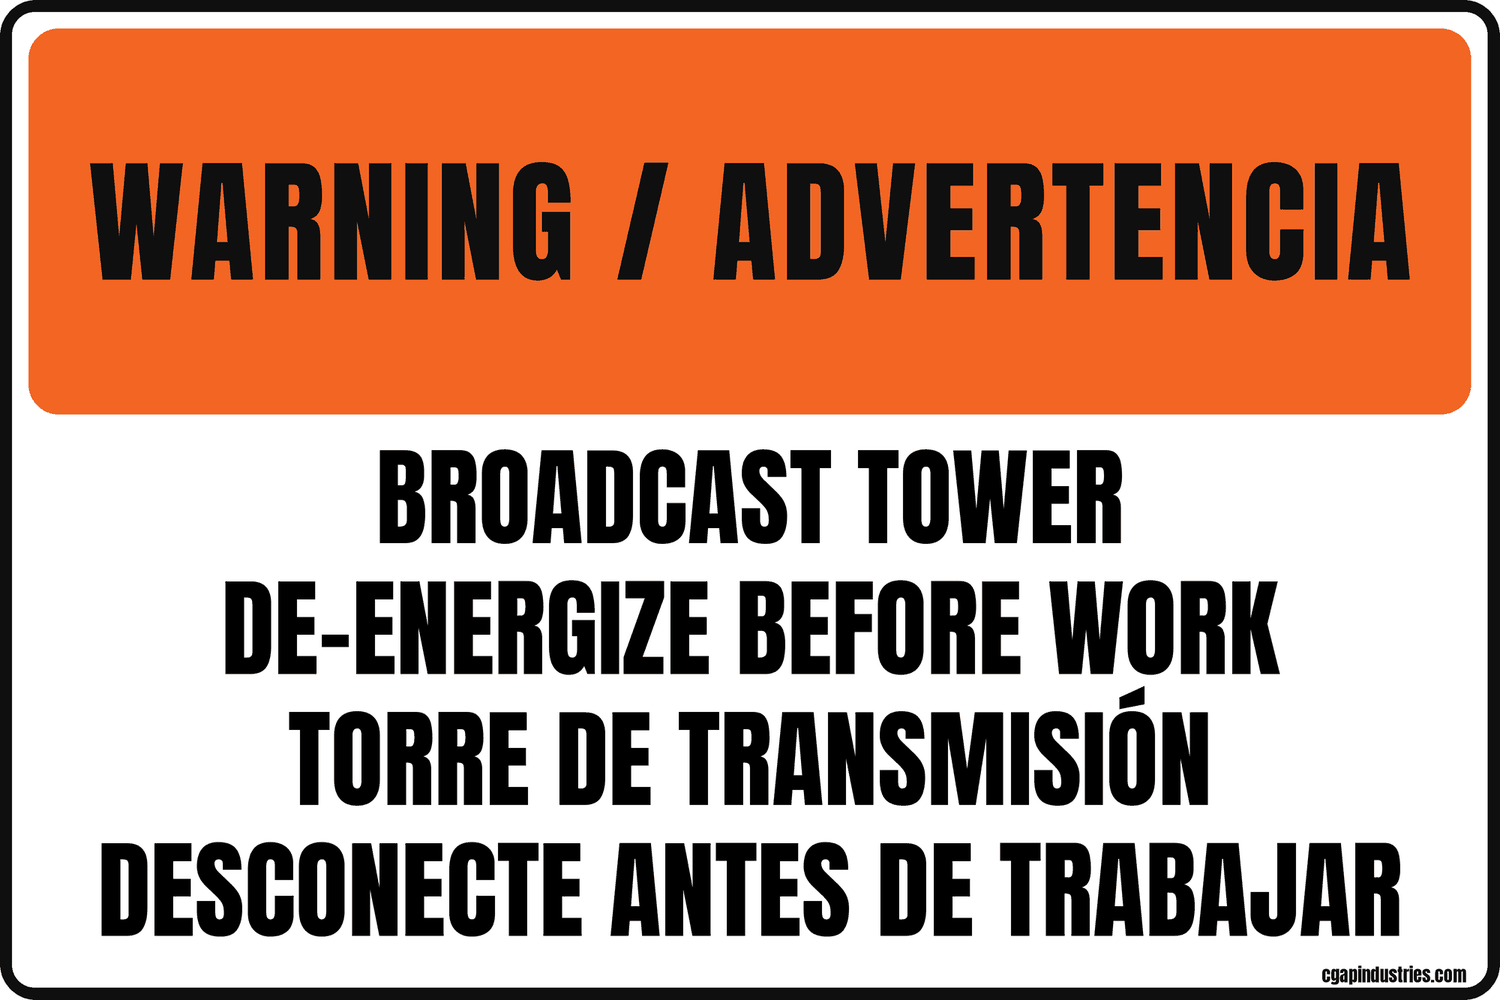 WARNING / ADVERTENCIA
BROADCAST TOWER
DE-ENERGIZE BEFORE WORK
TORRE DE TRANSMISIÓN
DESCONECTE ANTES DE TRABAJAR
cgapindustries.com